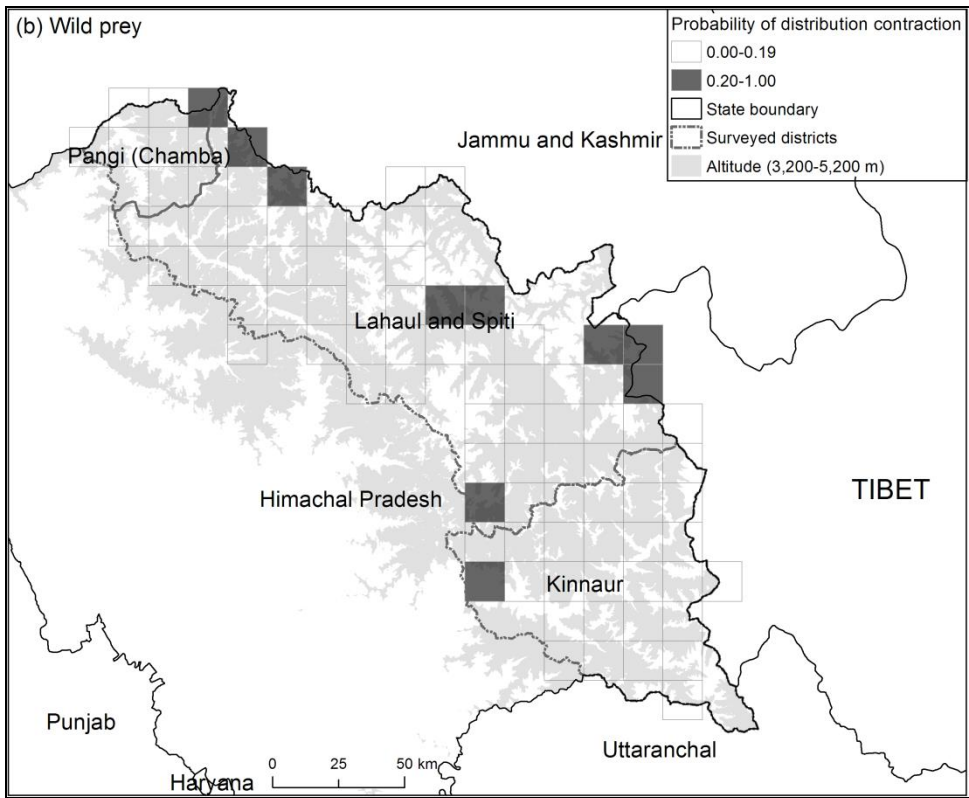 (b) Wild prey
Probability of distribution contraction
0.00-0.19
0.20-1.00
State boundary
Surveyed districts
Altitude (3,200-5,200 m)
Jammu and Kashmir
Pangi (Chamba)
Lahaul and Spiti
Himachal Pradesh
TIBET
Kinnaur
Punjab
Uttaranchal
0 25 50 km
Haryana